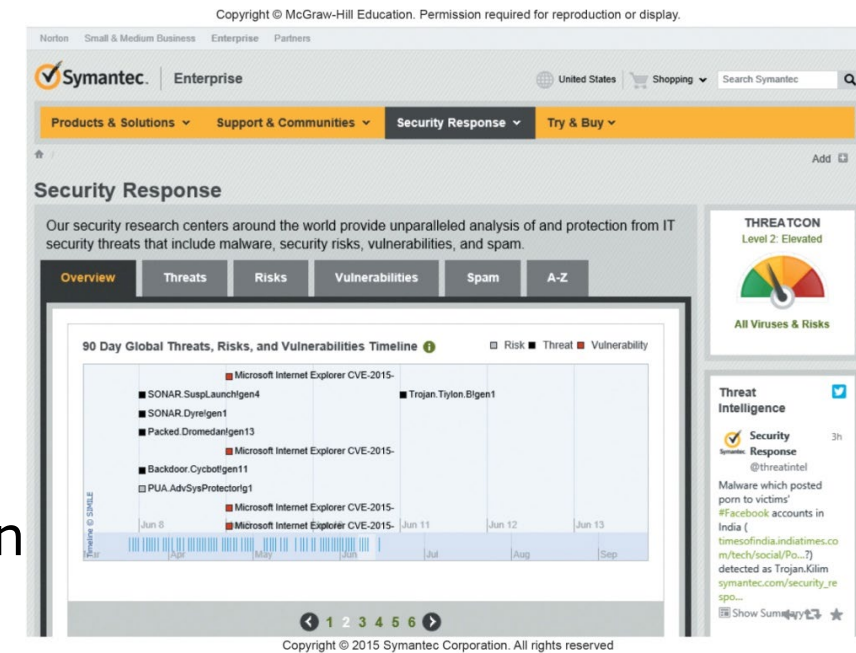 Copyright © McGraw-Hill Education. Permission required for reproduction or display.
Norton Small & Medium Business Enterprise Partners
Symantec. Enterprise United States Shopping Search Symantec
Products & Solutions Support & Communities Security Response Try & Buy
Add
Security Response
Our security research centers around the world provide unparalleled analysis of and protection from IT
security threats that include malware, security risks, vulnerabilities, and spam.
Overview Threats Risks Vulnerabilities Spam A-Z
90 Day Global Threats, Risks, and Vulnerabilities Timeline Risk Threat Vulnerability
Microsoft Internet Explorer CVE-2015-
SONAR.SuspLaunch!gen4 Trojan.Tiylon.B!gen1
SONAR.Dyre!gen1
Packed.Dromedan!gen13
Microsoft Internet Explorer CVE-2015-
Backdoor.Cycbot!gen11
PUA.AdvSysProtector!g1
Microsoft Internet Explorer CVE-2015-
Microsoft Internet Explorer CVE-2015-
Jun 8 Jun 11 Jun 12 Jun 13
Timeline © SIMILE
Mar Apr May Jun Jul Aug Sep
1 2 3 4 5 6
THREATCON
Level 2: Elevated
All Viruses & Risks
Threat
Intelligence
Security 3h
Symantec. Response
@threatintel
Malware which posted
porn to victims'
#Facebook accounts in
India (
timesofindia.indiatimes.co
m/tech/social/Po...?)
detected as Trojan.Kilim
symantec.com/security_re
spo...
Show Summary
n
Copyright © 2015 Symantec Corporation. All rights reserved